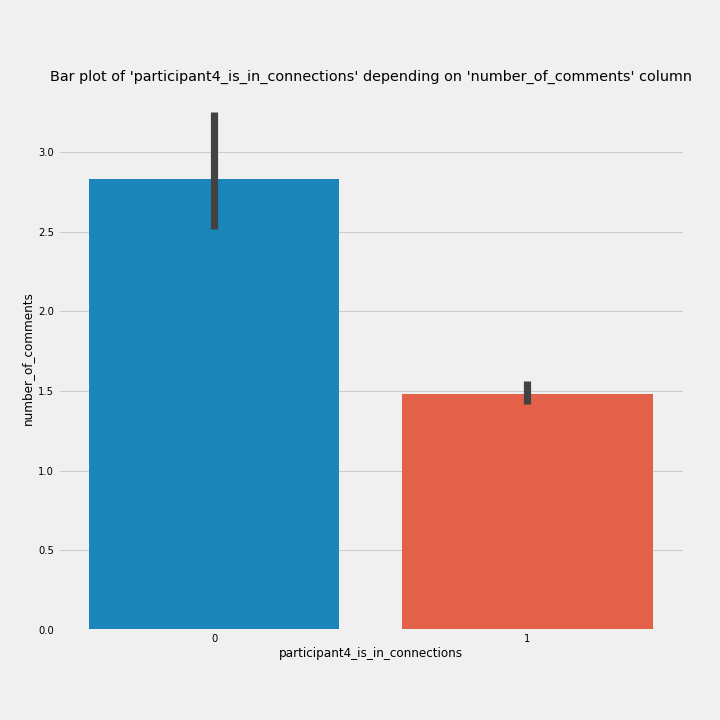 Bar plot of 'participant4_is_in_connections' depending on 'number_of_comments' column
number_of_comments
3.0
2.5
2.0
1.5
1.0
0.5
0.0
0 1
participant4_is_in_connections